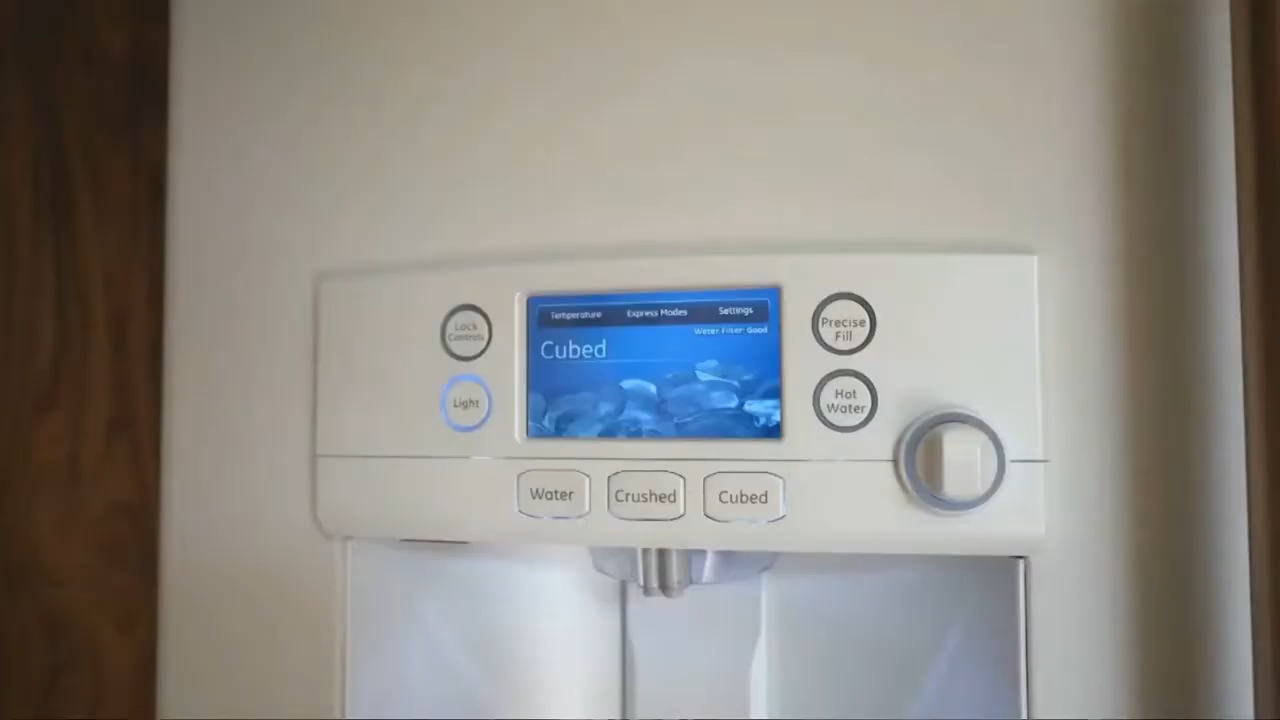 Lock
Controls
Light
Temperature Express Modes Settings
Water Filter: Good
Cubed
Precise
Fill
Hot
Water
Water
Crushed
Cubed